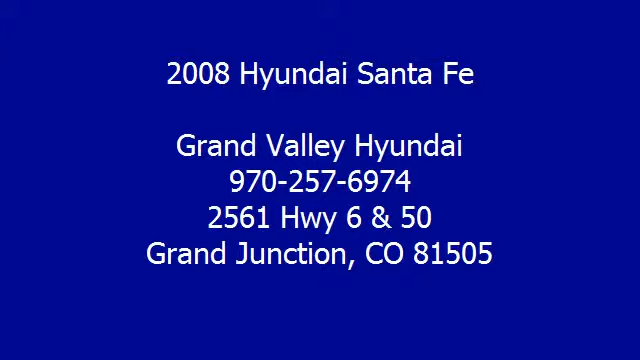 2008 Hyundai Santa Fe
Grand Valley Hyundai
970-257-6974
2561 Hwy 6 & 50
Grand Junction, CO 81505